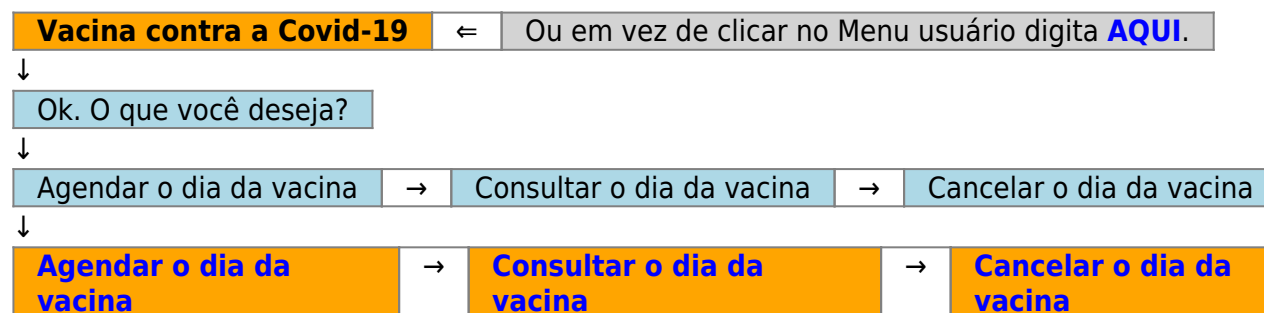 Vacina contra a Covid-19 ⇐ Ou em vez de clicar no Menu usuário digita AQUI.
↓
Ok. O que você deseja?
↓
Agendar o dia da vacina → Consultar o dia da vacina → Cancelar o dia da vacina
↓
Agendar o dia da vacina → Consultar o dia da vacina → Cancelar o dia da vacina